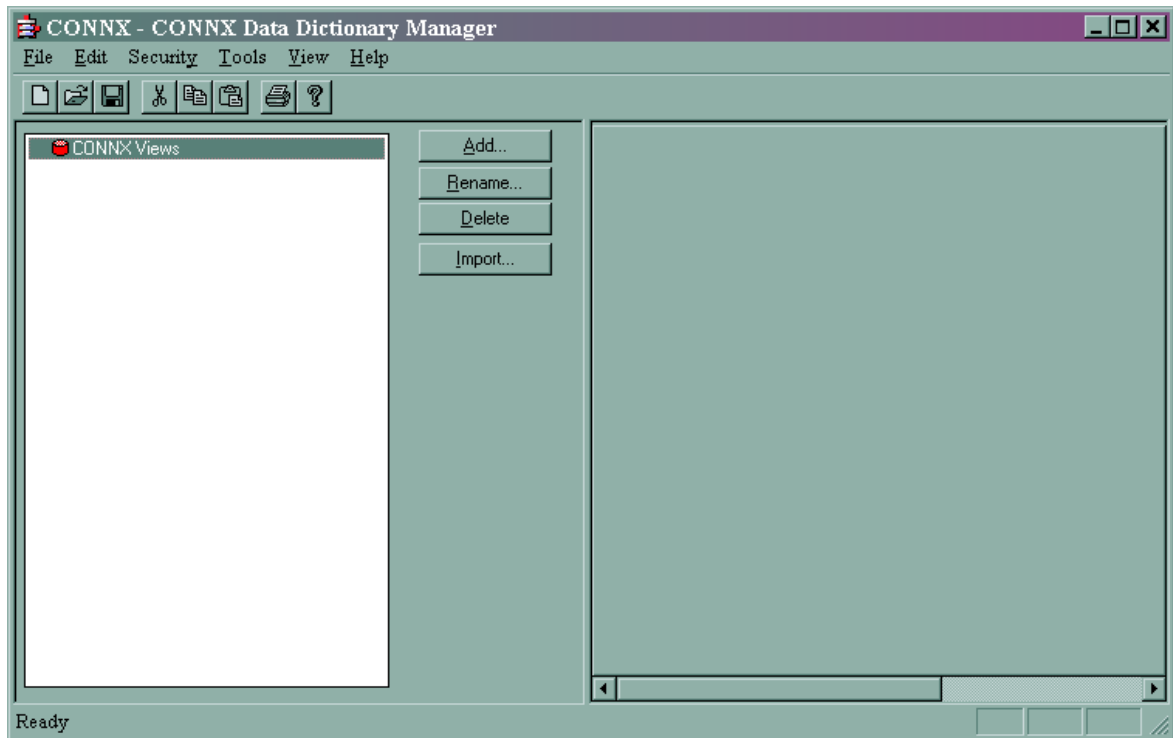 CONNX - CONNX Data Dictionary Manager
File Edit Security Tools View Help
CONNX Views
Add...
Rename...
Delete
Import...
Ready